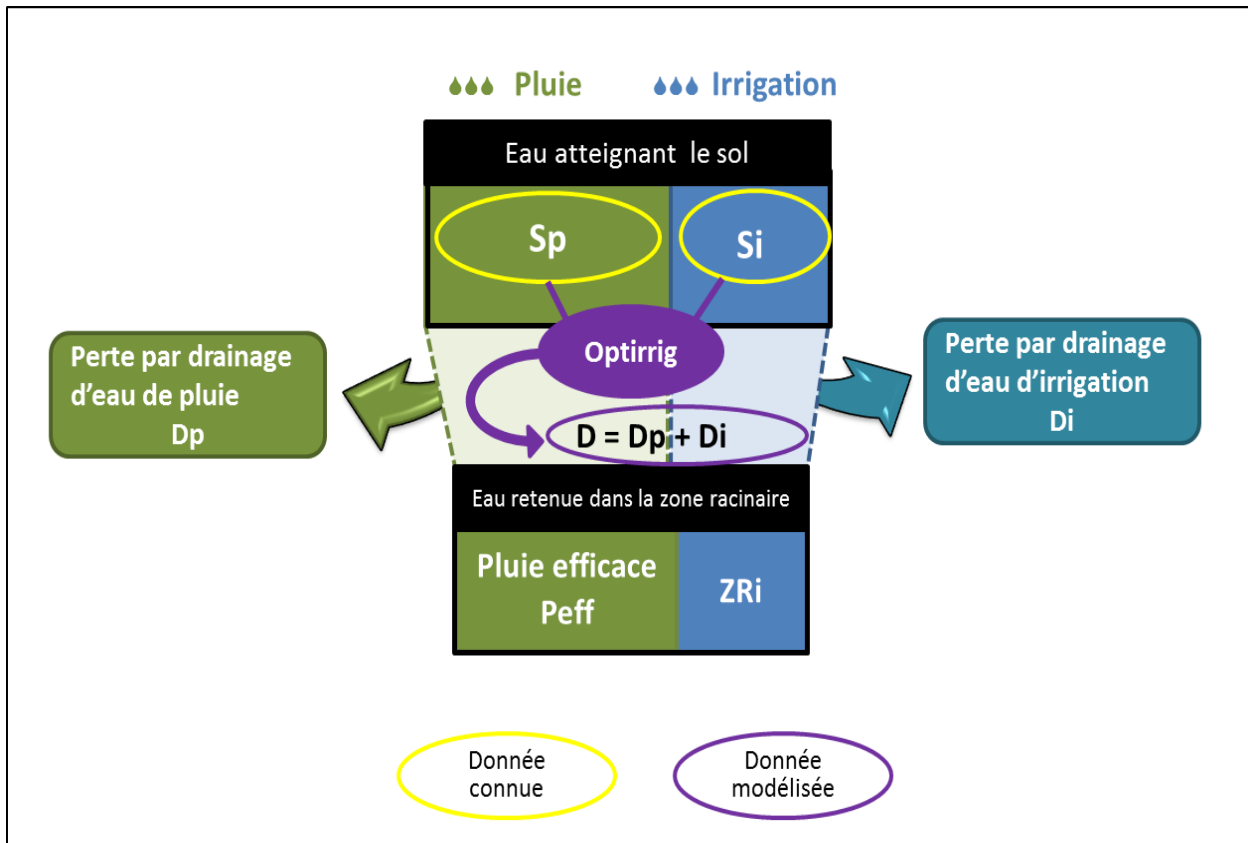 Pluie
Irrigation
Eau atteignant le sol
Sp
Si
Optirrig
Perte par drainage
d'eau de pluie
Dp
Perte par drainage
d'eau d'irrigation
Di
D = Dp + Di
Eau retenue dans la zone racinaire
Pluie efficace
Peff
ZRi
Donnée
connue
Donnée
modélisée